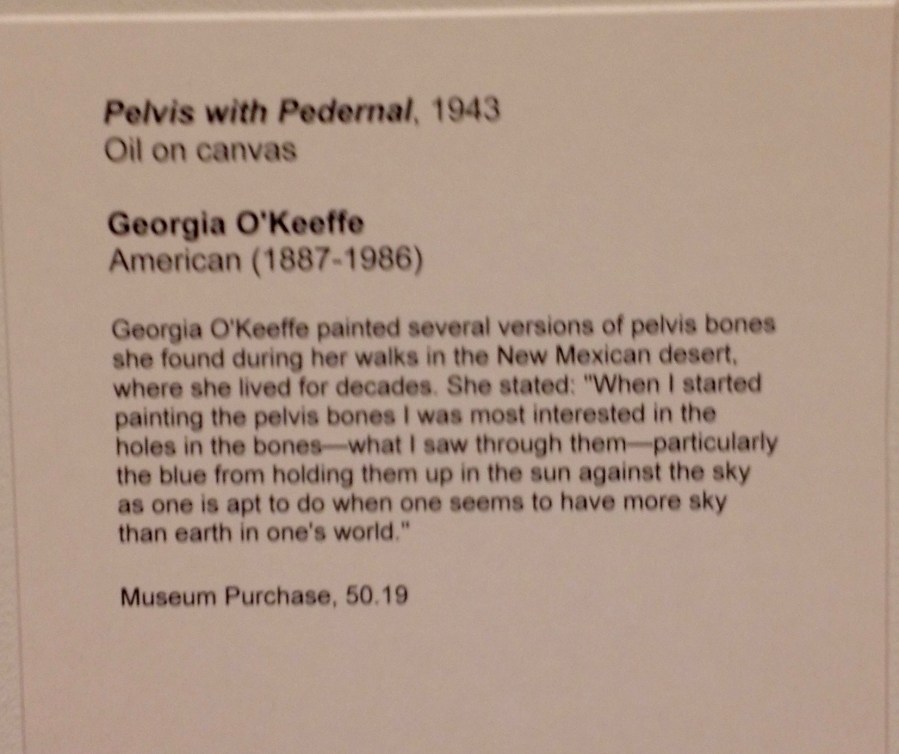 Pelvis with Pedernal, 1943
Oil on canvas
Georgia O'Keeffe
American (1887-1986)
Georgia O'Keeffe painted several versions of pelvis bones
she found during her walks in the New Mexican desert,
where she lived for decades. She stated: "When I started
painting the pelvis bones I was most interested in the
holes in the bones—what I saw through them—particularly
the blue from holding them up in the sun against the sky
as one is apt to do when one seems to have more sky
than earth in one's world."
Museum Purchase, 50.19